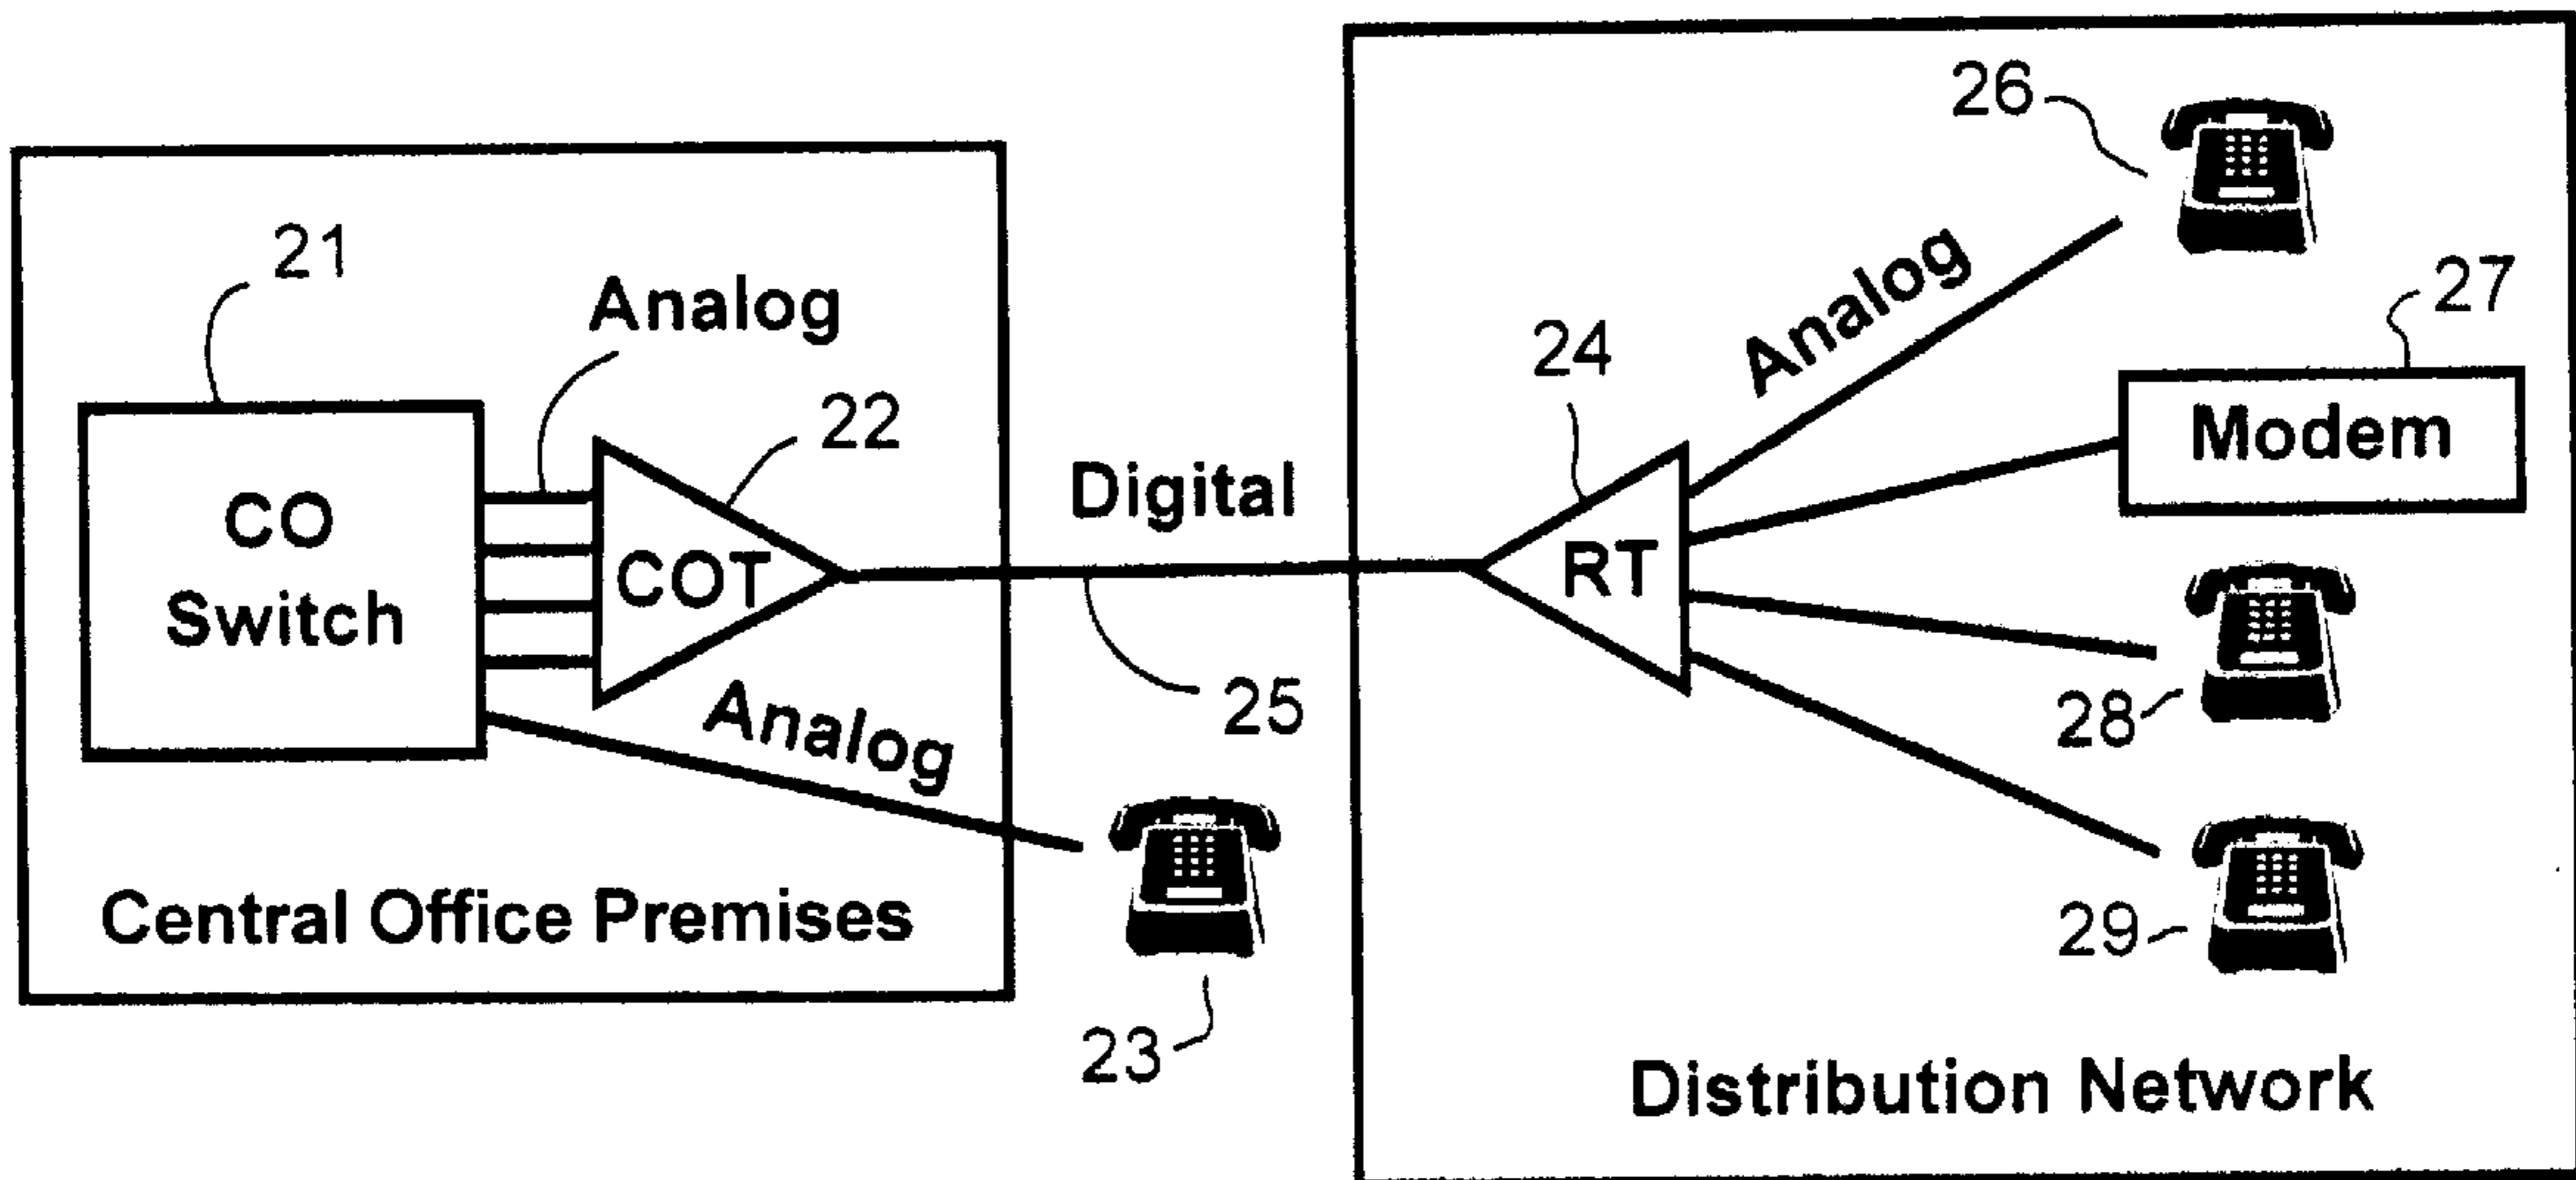 21
Analog
22
CO
Switch
COT
Analog
Central Office Premises
Digital
25
23
26
Analog
24
27
Modem
RT
28
29
Distribution Network